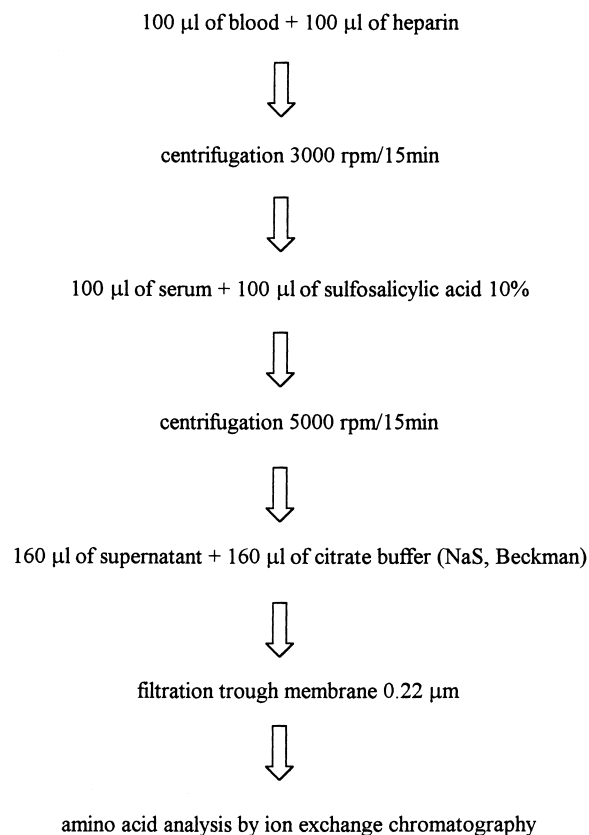 100 μl of blood + 100 μl of heparin
centrifugation 3000 rpm/15min
100 μl of serum + 100 μl of sulfosalicylic acid 10%
centrifugation 5000 rpm/15min
160 μl of supernatant + 160 μl of citrate buffer (NaS, Beckman)
filtration trough membrane 0.22 μm
amino acid analysis by ion exchange chromatography